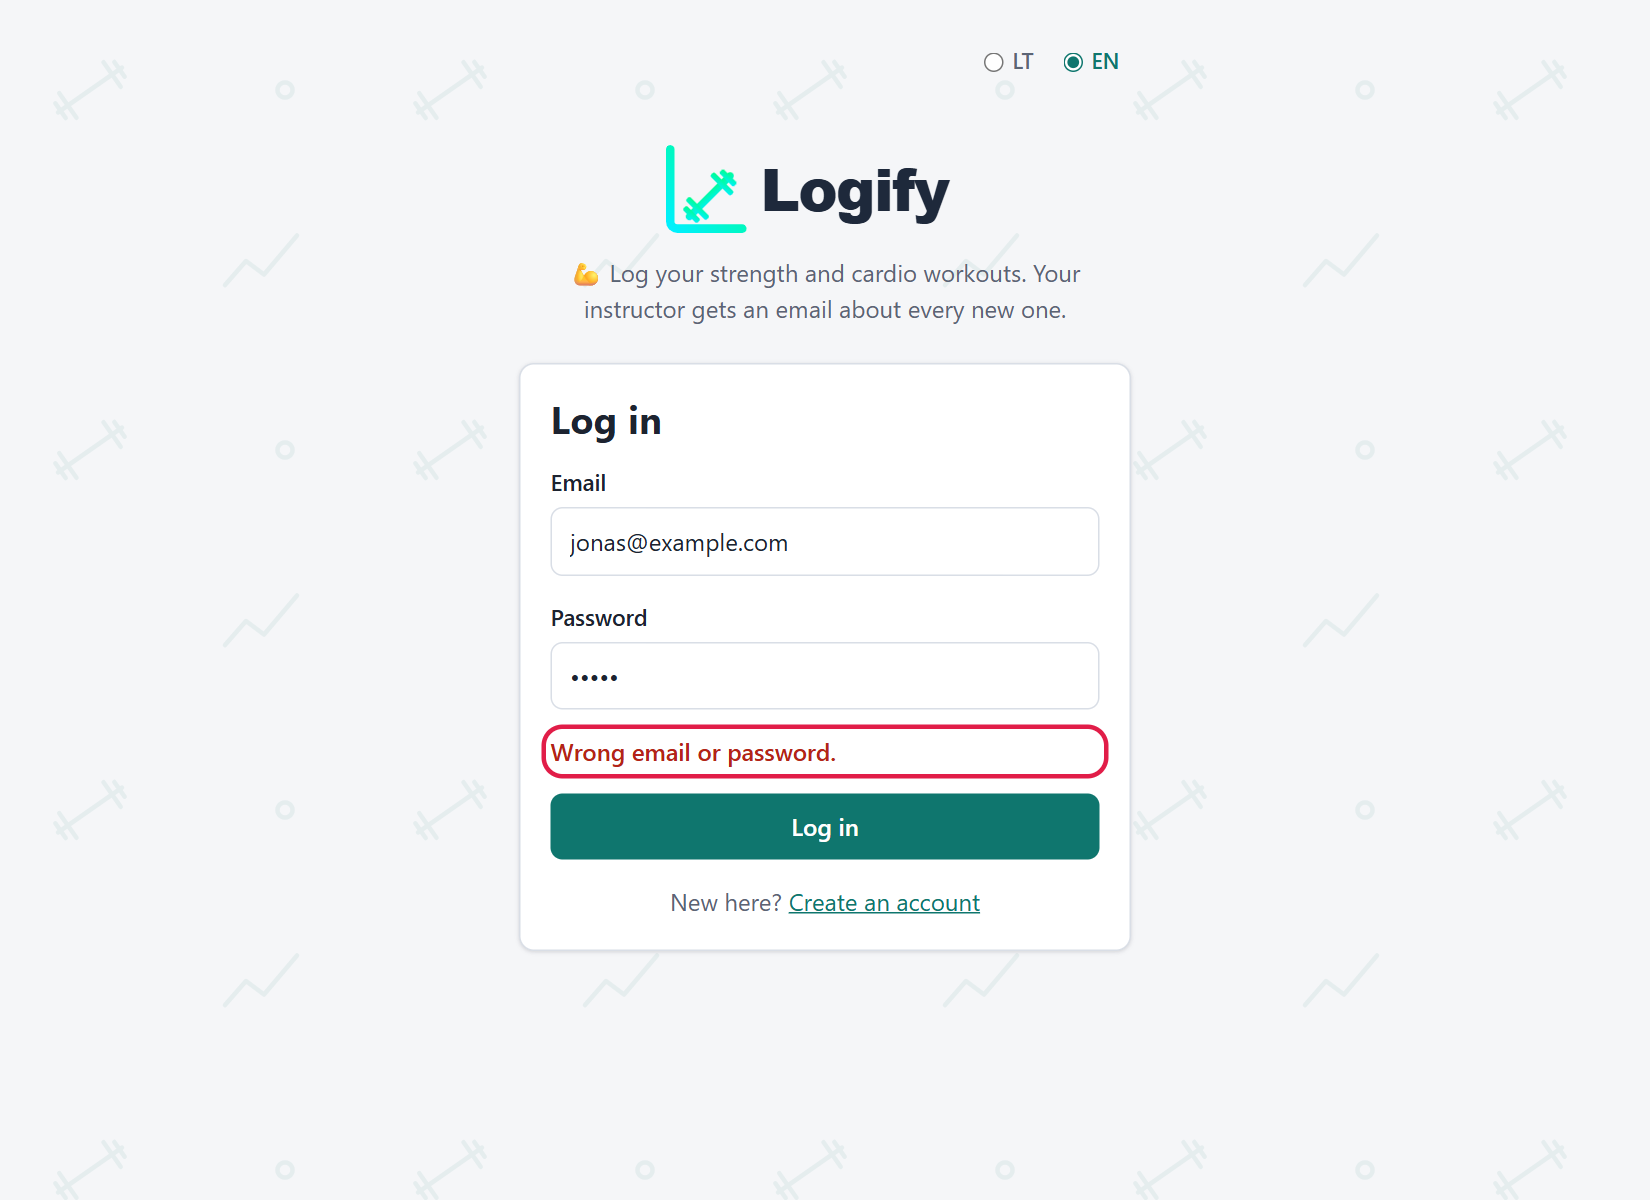 LT
EN
Logify
💪 Log your strength and cardio workouts. Your
instructor gets an email about every new one.
Log in
Email
jonas@example.com
Password
•••••
Wrong email or password.
Log in
New here? Create an account